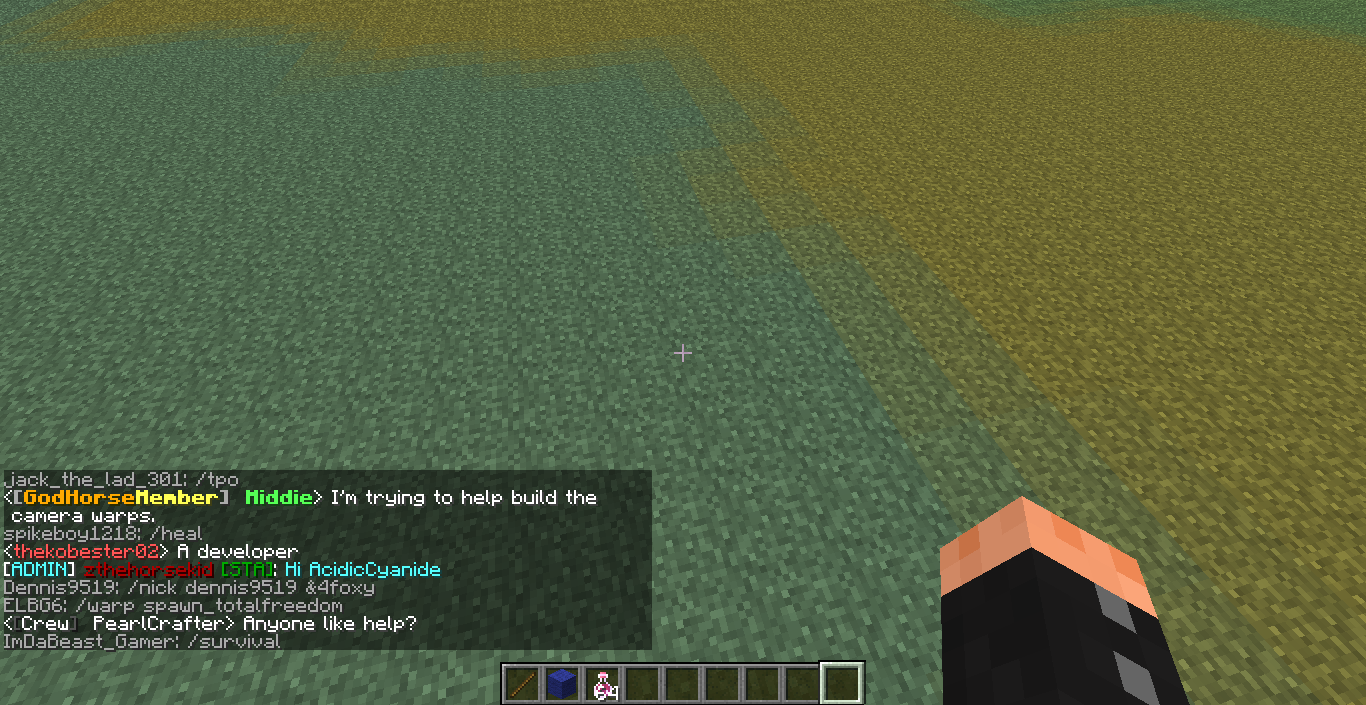 jack_the_lad_301: /tpo
<[GodHorseMember] Middie> I'm trying to help build the
camera warps.
spikeboy1218: /heal
<thekobester02> A developer
[ADMIN] zthehorsekid [STA]: Hi AcidicCyanide
Dennis9519: /nick dennis9519 &4foxy
ELBG6: /warp spawn_totalfreedom
<[Crew] PearlCrafter> Anyone like help?
ImDaBeast_Gamer: /survival